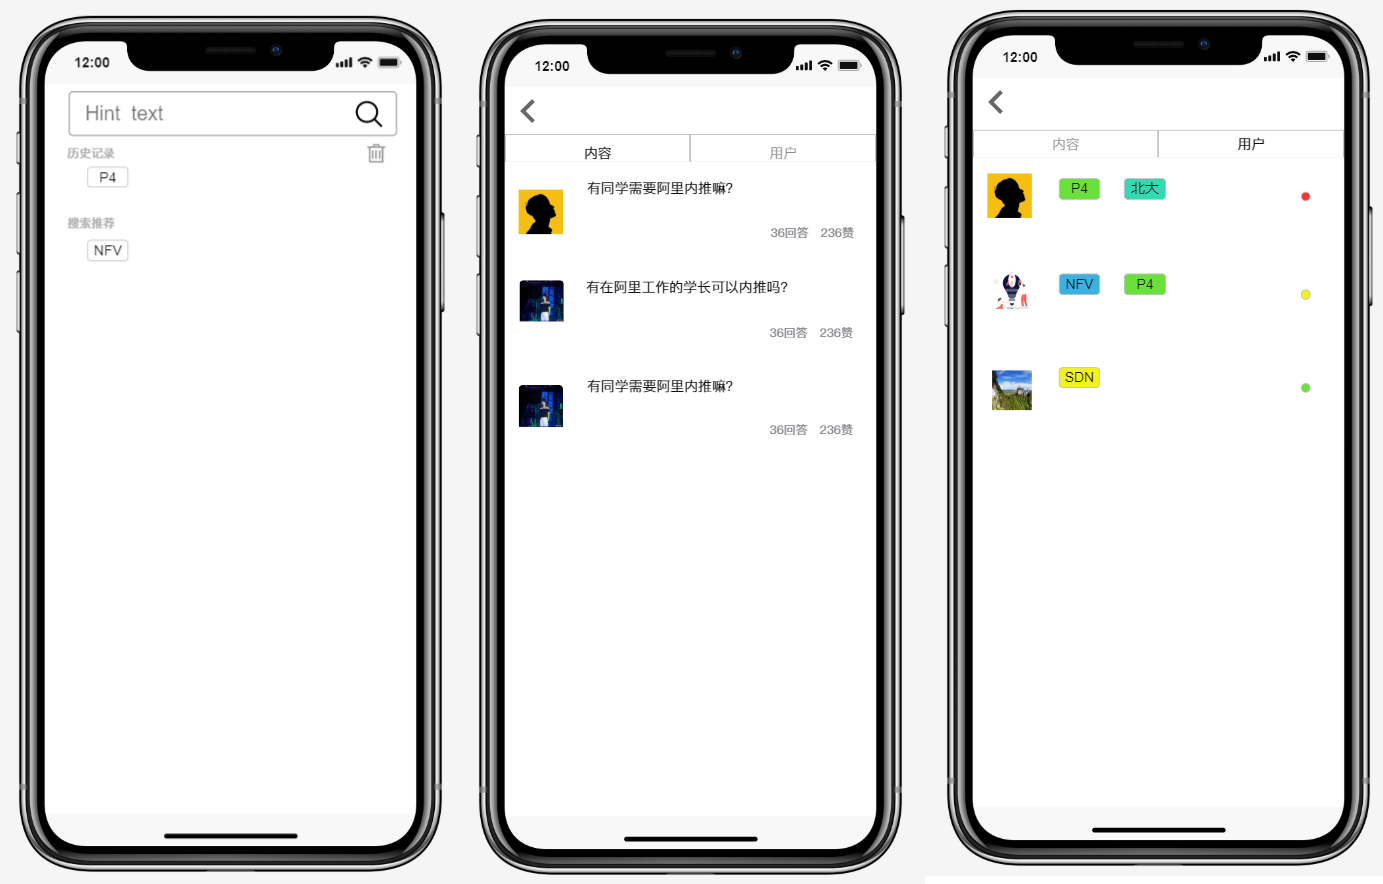 12:00
Hint text
历史记录
P4
搜索推荐
NFV
12:00
内容 用户
有同学需要阿里内推嘛?
36回答 236赞
有在阿里工作的学长可以内推吗?
36回答 236赞
有同学需要阿里内推嘛?
36回答 236赞
12:00
内容 用户
P4 北大
NFV P4
SDN